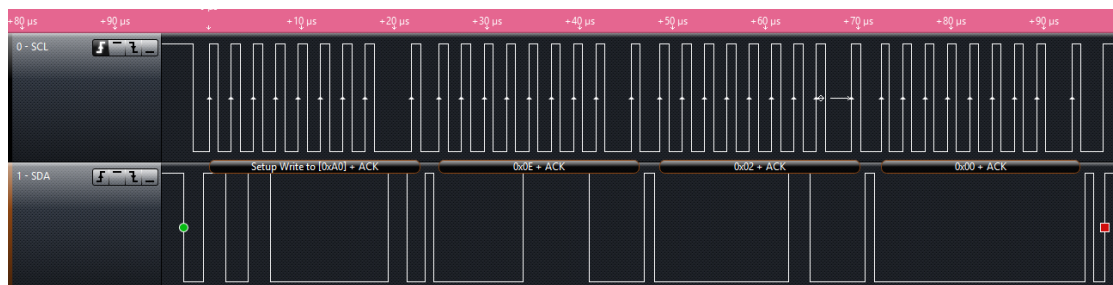 +80 µs +90 µs +10 µs +20 µs +30 µs +40 µs +50 µs +60 µs +70 µs +80 µs +90 µs
0 - SCL
Setup Write to [0xA0] + ACK 0x0E + ACK 0x02 + ACK 0x00 + ACK
1 - SDA